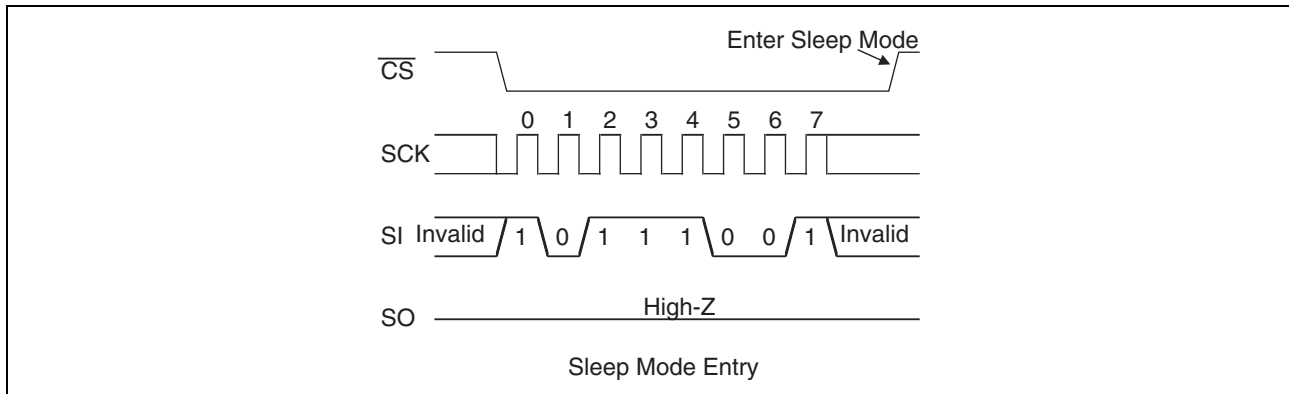 Enter Sleep Mode
CS
0 1 2 3 4 5 6 7
SCK
SI Invalid 1 0 1 1 1 0 0 1 Invalid
High-Z
SO
Sleep Mode Entry